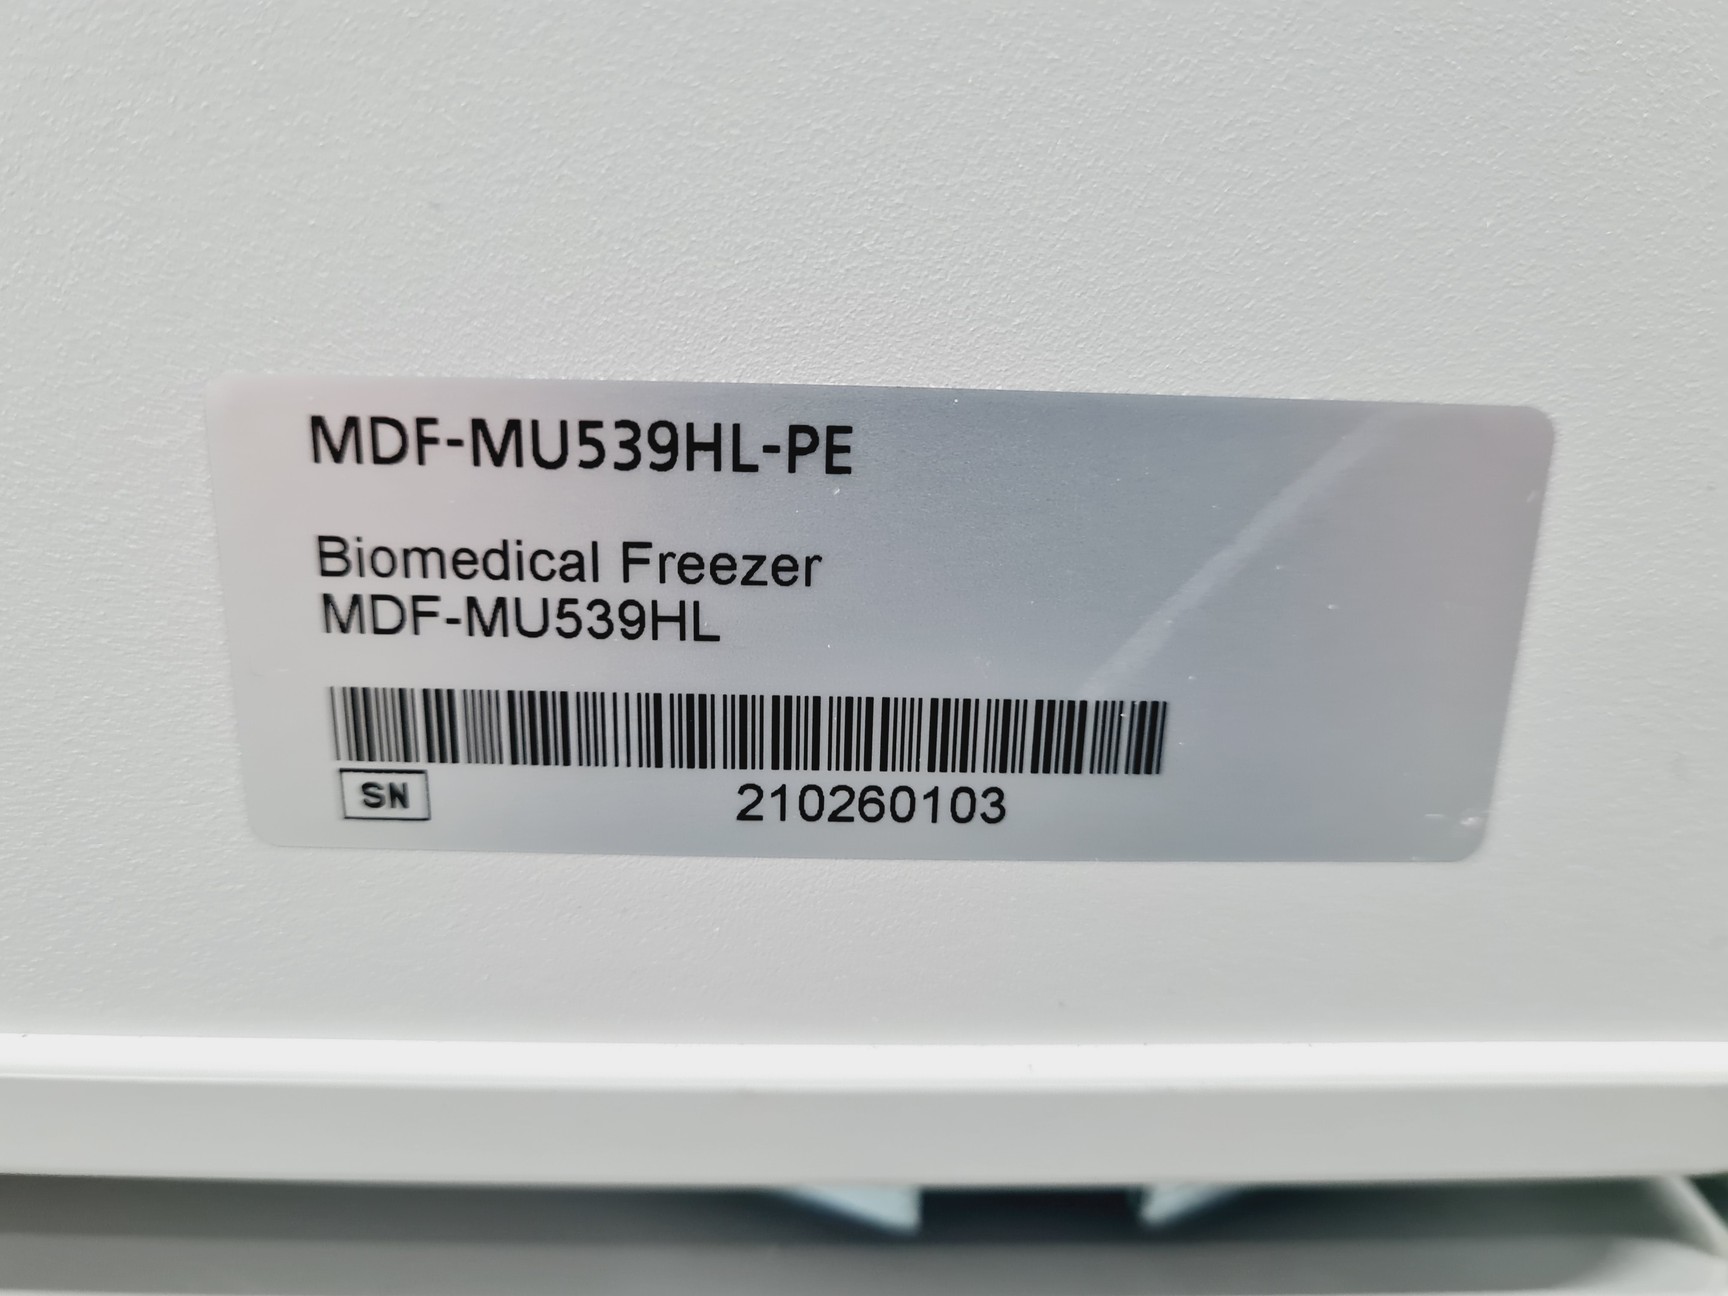 MDF-MU539HL-PE
Biomedical Freezer
MDF-MU539HL
SN 210260103